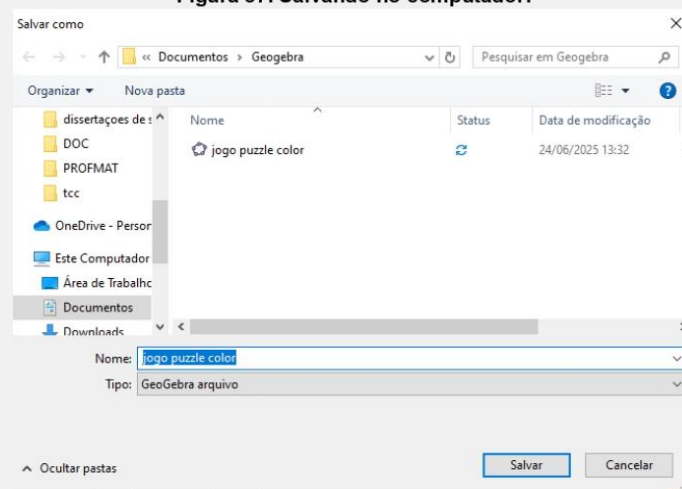 Salvar como
« Documentos › Geogebra
Pesquisar em Geogebra
Organizar
Nova pasta
dissertaçoes de s
DOC
PROFMAT
tcc
OneDrive - Person
Este Computador
Área de Trabalho
Documentos
Downloads
Nome Status Data de modificação
jogo puzzle color 24/06/2025 13:32
Nome: jogo puzzle color
Tipo: GeoGebra arquivo
Ocultar pastas
Salvar Cancelar